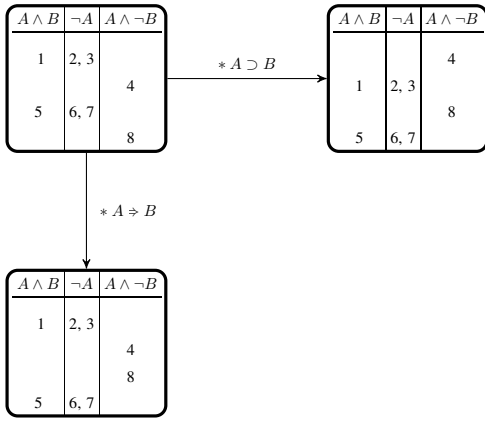 A ∧ B ¬A A ∧ ¬B
1 2, 3
4
5 6, 7
8
∗ A ⊃ B
A ∧ B ¬A A ∧ ¬B
4
1 2, 3
8
5 6, 7
∗ A ⇒ B
A ∧ B ¬A A ∧ ¬B
1 2, 3
4
8
5 6, 7